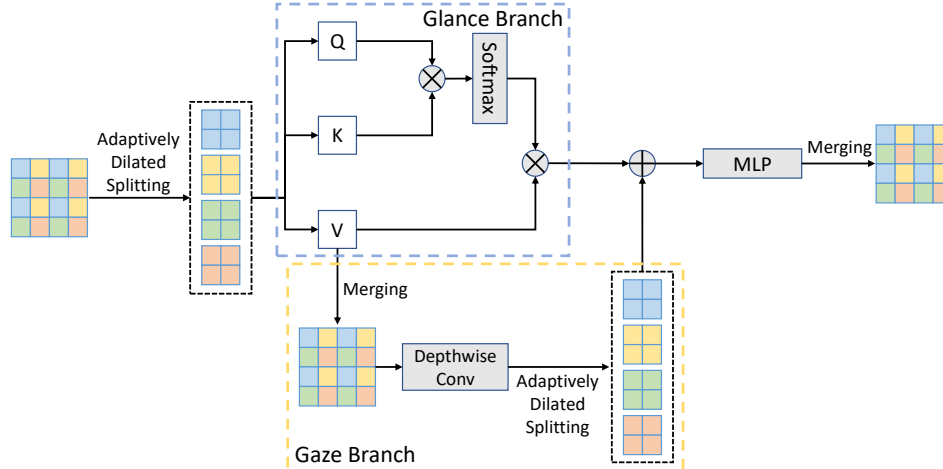 Glance Branch
Q
Softmax
K
V
Adaptively
Dilated
Splitting
MLP
Merging
Merging
Depthwise
Conv
Adaptively
Dilated
Splitting
Gaze Branch